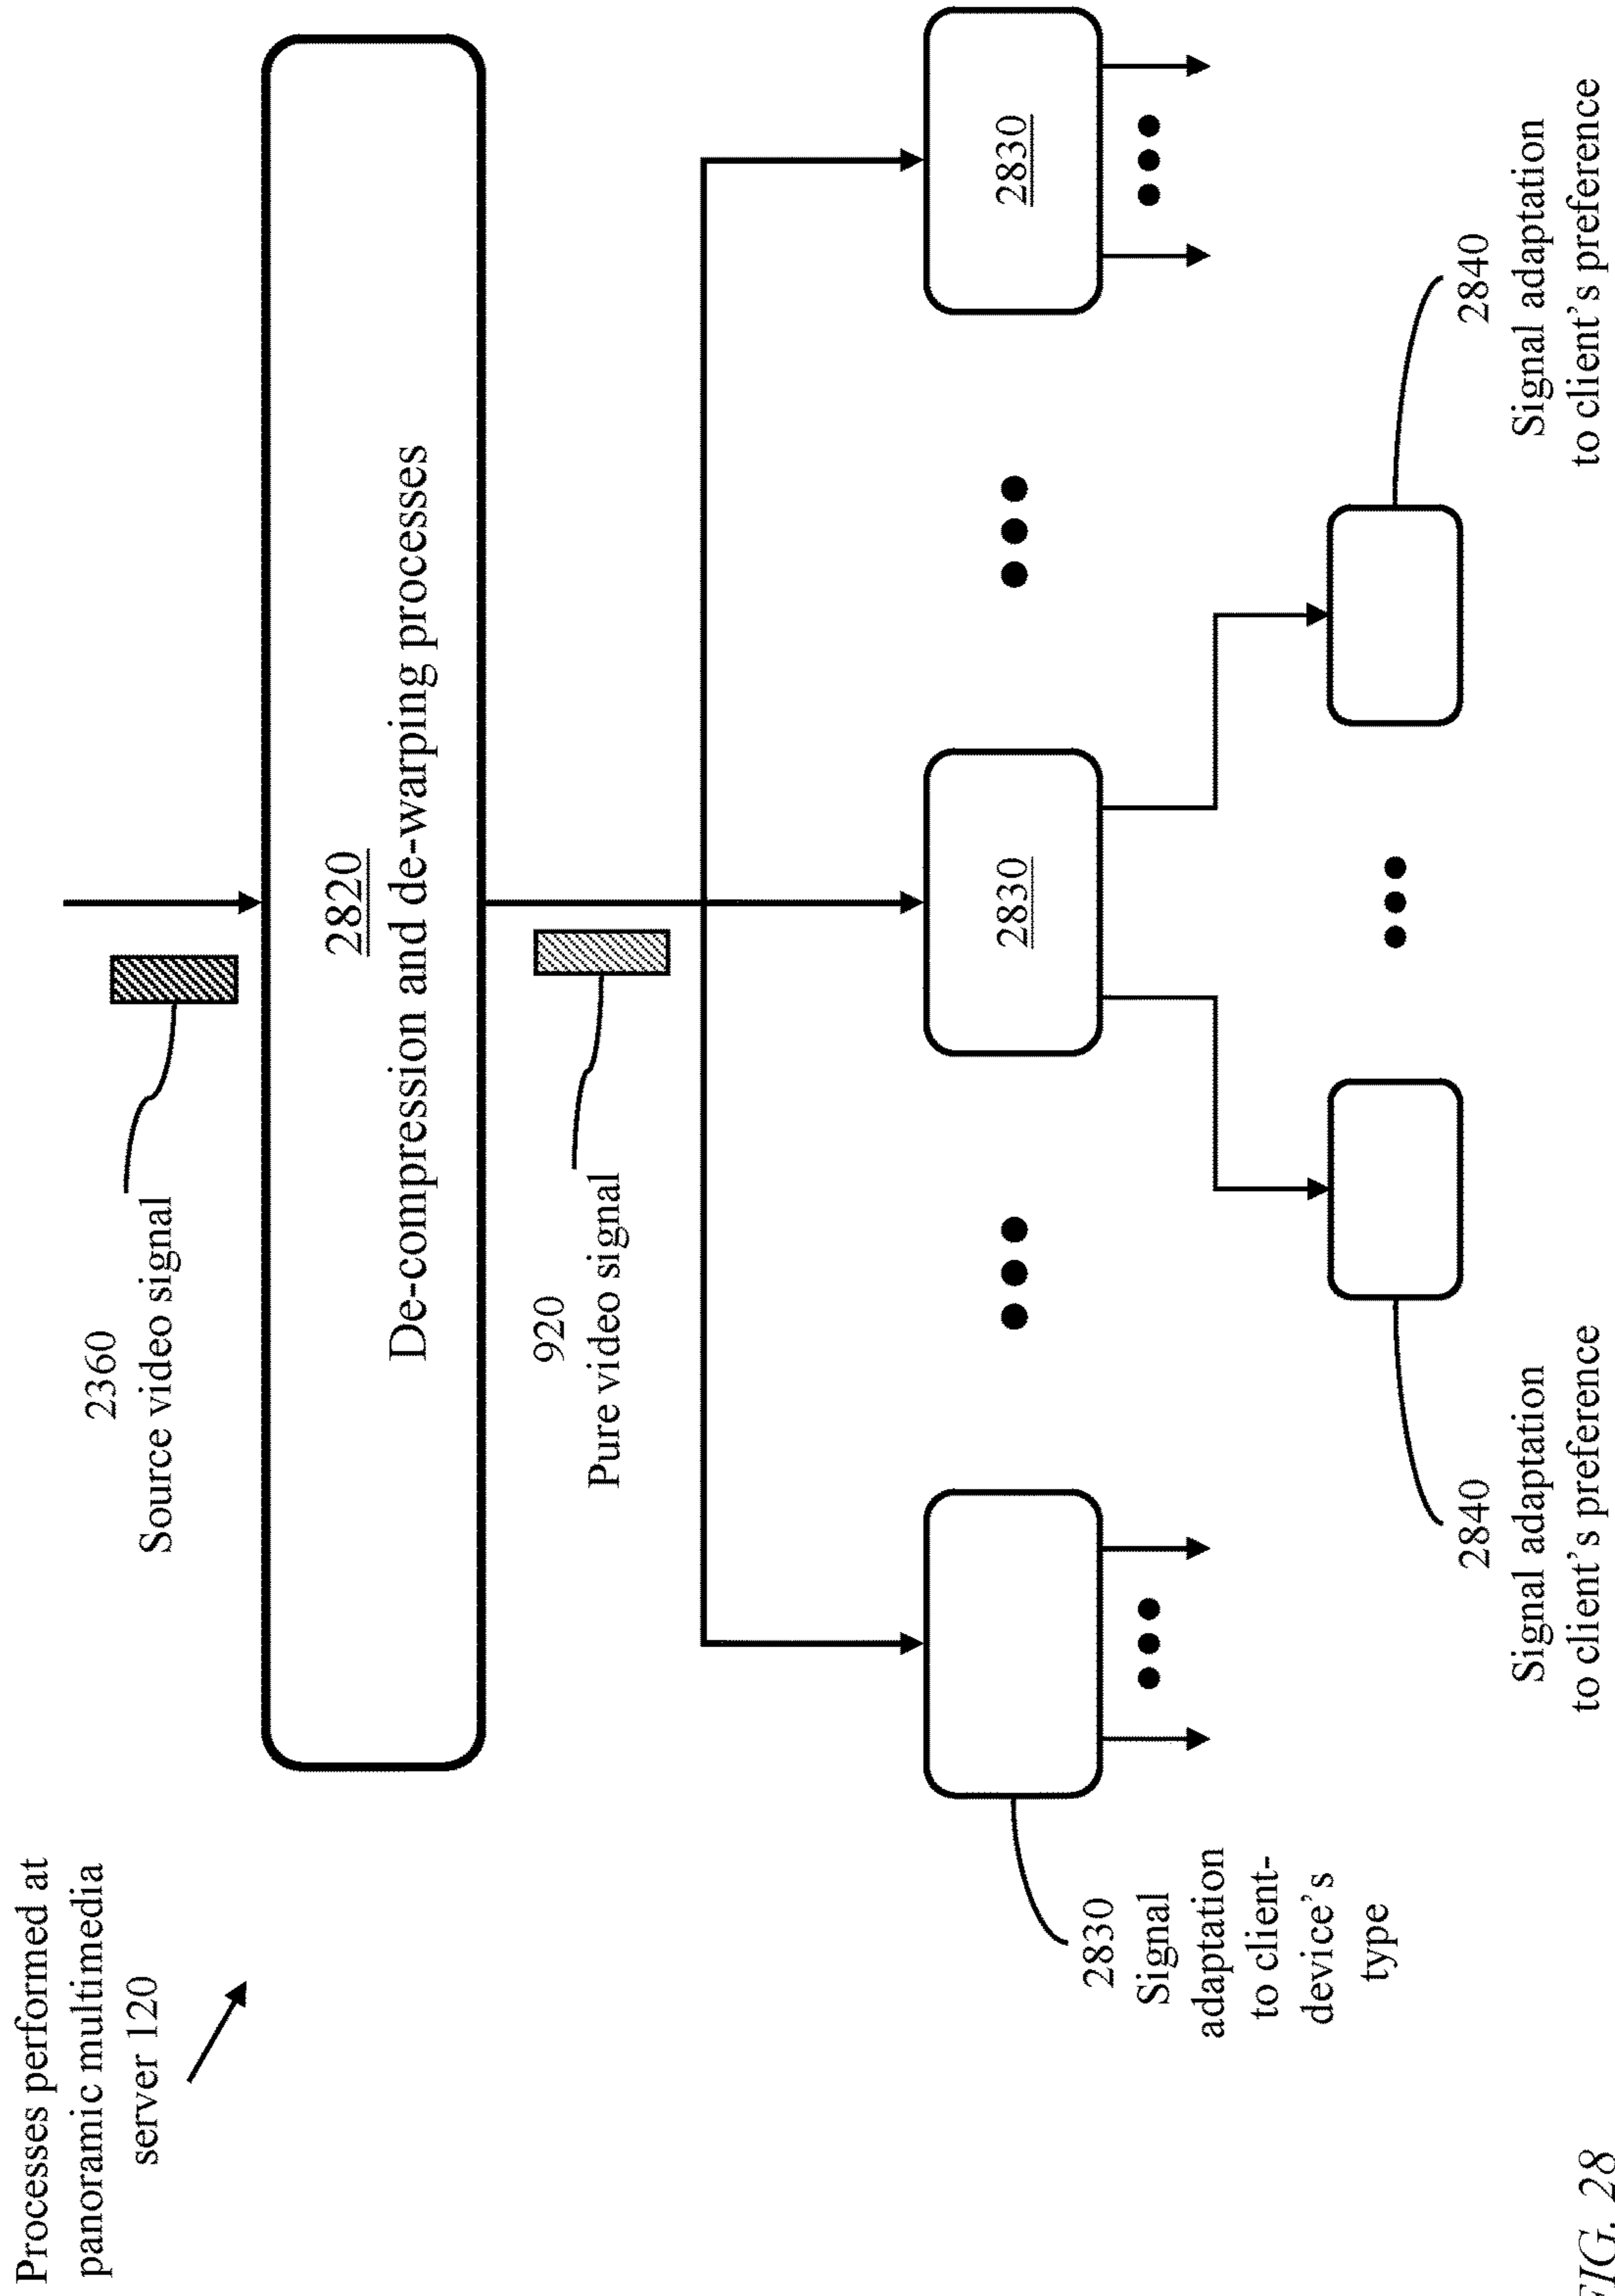 Processes performed at
panoramic multimedia
server 120
2360
Source video signal
2820
De-compression and de-warping processes
920
Pure video signal
2830
Signal
adaptation
to client-
device's
type
2830
2830
2840
Signal adaptation
to client's preference
2840
Signal adaptation
to client's preference
FIG. 28